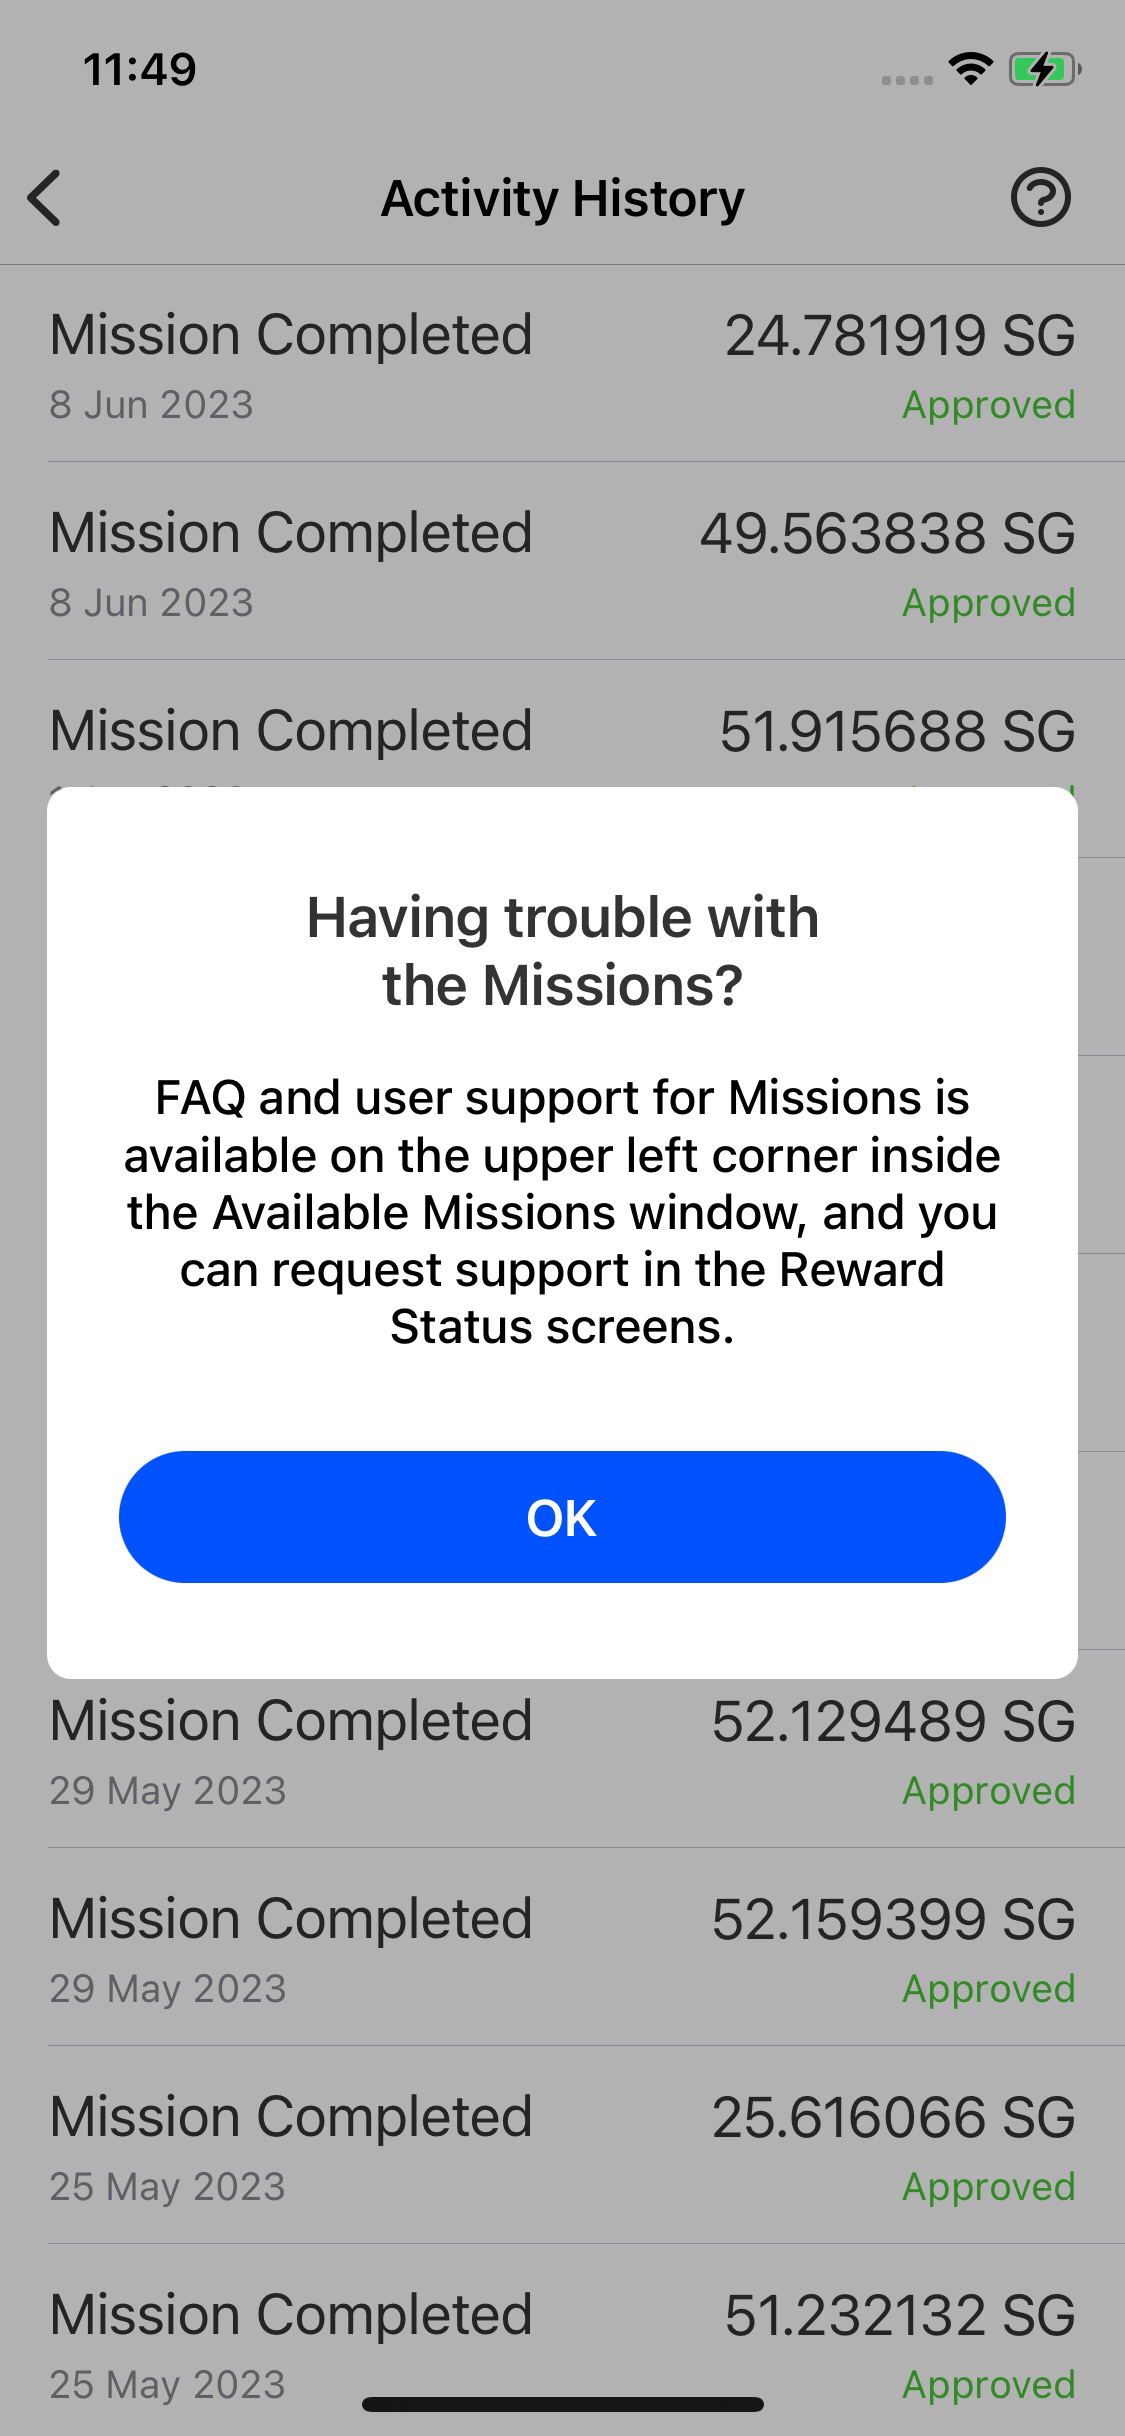 11:49
Activity History
Mission Completed 24.781919 SG
8 Jun 2023 Approved
Mission Completed 49.563838 SG
8 Jun 2023 Approved
Mission Completed 51.915688 SG
Having trouble with
the Missions?
FAQ and user support for Missions is
available on the upper left corner inside
the Available Missions window, and you
can request support in the Reward
Status screens.
OK
Mission Completed 52.129489 SG
29 May 2023 Approved
Mission Completed 52.159399 SG
29 May 2023 Approved
Mission Completed 25.616066 SG
25 May 2023 Approved
Mission Completed 51.232132 SG
25 May 2023 Approved